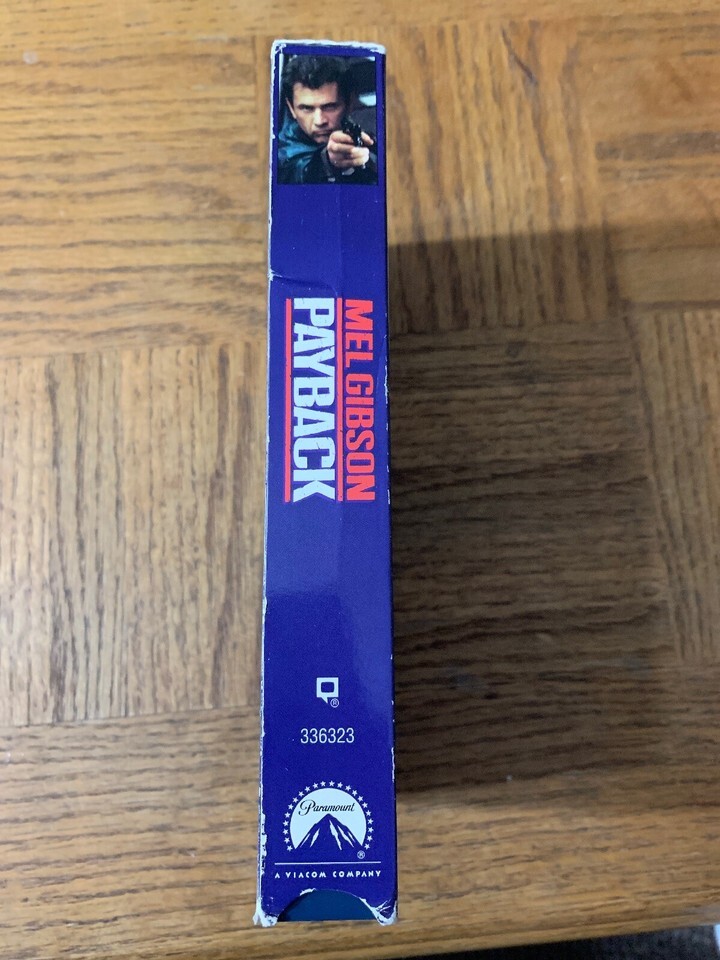 MEL GIBSON
PAYBACK
®
336323
Paramount
®
A VIACOM COMPANY